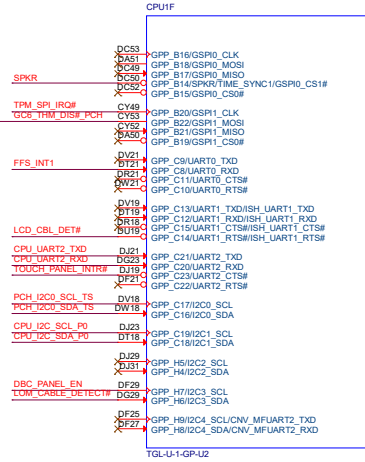 CPU1F
DC53 GPP_B16/GSPI0_CLK
DA51 GPP_B18/GSPI0_MOSI
DC49 GPP_B17/GSPI0_MISO
SPKR DC50 GPP_B14/SPKR/TIME_SYNC1/GSPI0_CS1#
DC52 GPP_B15/GSPI0_CS0#
TPM_SPI_IRQ# CY49 GPP_B20/GSPI1_CLK
GC6_THM_DIS#_PCH CY53 GPP_B22/GSPI1_MOSI
CY52 GPP_B21/GSPI1_MISO
DA50 GPP_B19/GSPI1_CS0#
DV21 GPP_C9/UART0_TXD
FFS_INT1 DT21 GPP_C8/UART0_RXD
DR21 GPP_C11/UART0_CTS#
DW21 GPP_C10/UART0_RTS#
DV19 GPP_C13/UART1_TXD/ISH_UART1_TXD
DT19 GPP_C12/UART1_RXD/ISH_UART1_RXD
DR18 GPP_C15/UART1_CTS#/ISH_UART1_CTS#
LCD_CBL_DET# DU19 GPP_C14/UART1_RTS#/ISH_UART1_RTS#
CPU_UART2_TXD DJ21 GPP_C21/UART2_TXD
CPU_UART2_RXD DG23 GPP_C20/UART2_RXD
TOUCH_PANEL_INTR# DJ19 GPP_C23/UART2_CTS#
DF21 GPP_C22/UART2_RTS#
PCH_I2C0_SCL_TS DV18 GPP_C17/I2C0_SCL
PCH_I2C0_SDA_TS DW18 GPP_C16/I2C0_SDA
CPU_I2C_SCL_P0 DJ23 GPP_C19/I2C1_SCL
CPU_I2C_SDA_P0 DT18 GPP_C18/I2C1_SDA
DJ29 GPP_H5/I2C2_SCL
DJ31 GPP_H4/I2C2_SDA
DBC_PANEL_EN DF29 GPP_H7/I2C3_SCL
LOM_CABLE_DETECT# DG29 GPP_H6/I2C3_SDA
DF25 GPP_H9/I2C4_SCL/CNV_MFUART2_TXD
DF27 GPP_H8/I2C4_SDA/CNV_MFUART2_RXD
TGL-U-1-GP-U2